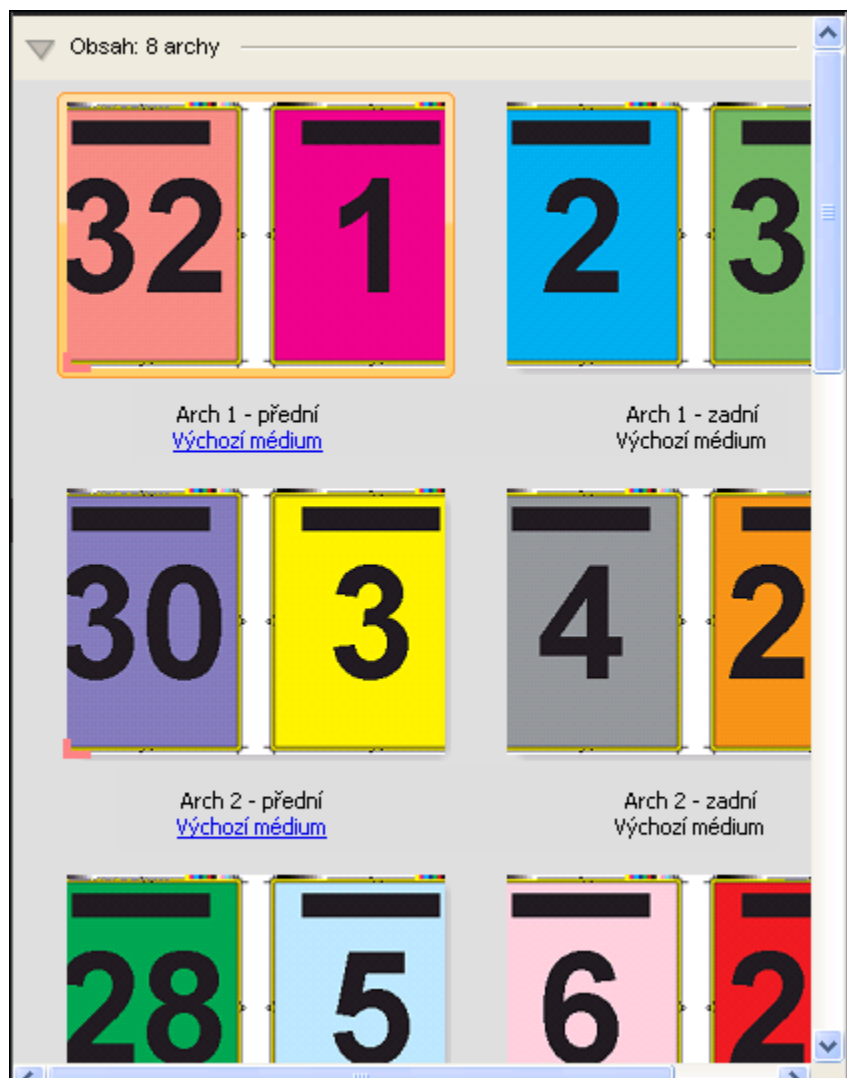 Obsah: 8 archy
32 1 2 3
Arch 1 - přední Arch 1 - zadní
Výchozí médium Výchozí médium
30 3 4 2
Arch 2 - přední Arch 2 - zadní
Výchozí médium Výchozí médium
28 5 6 2